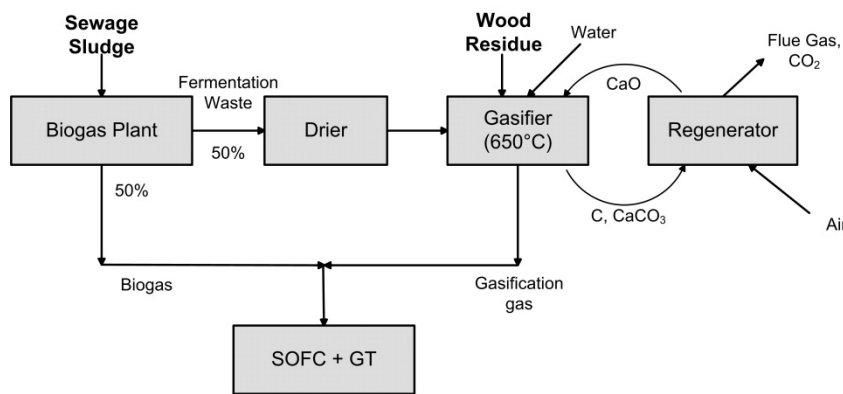 Sewage
Sludge
Wood
Residue
Water
Flue Gas,
CO₂
Fermentation
Waste
CaO
Biogas Plant
Drier
Gasifier
(650°C)
Regenerator
50%
50%
C, CaCO₃
Air
Biogas
Gasification
gas
SOFC + GT